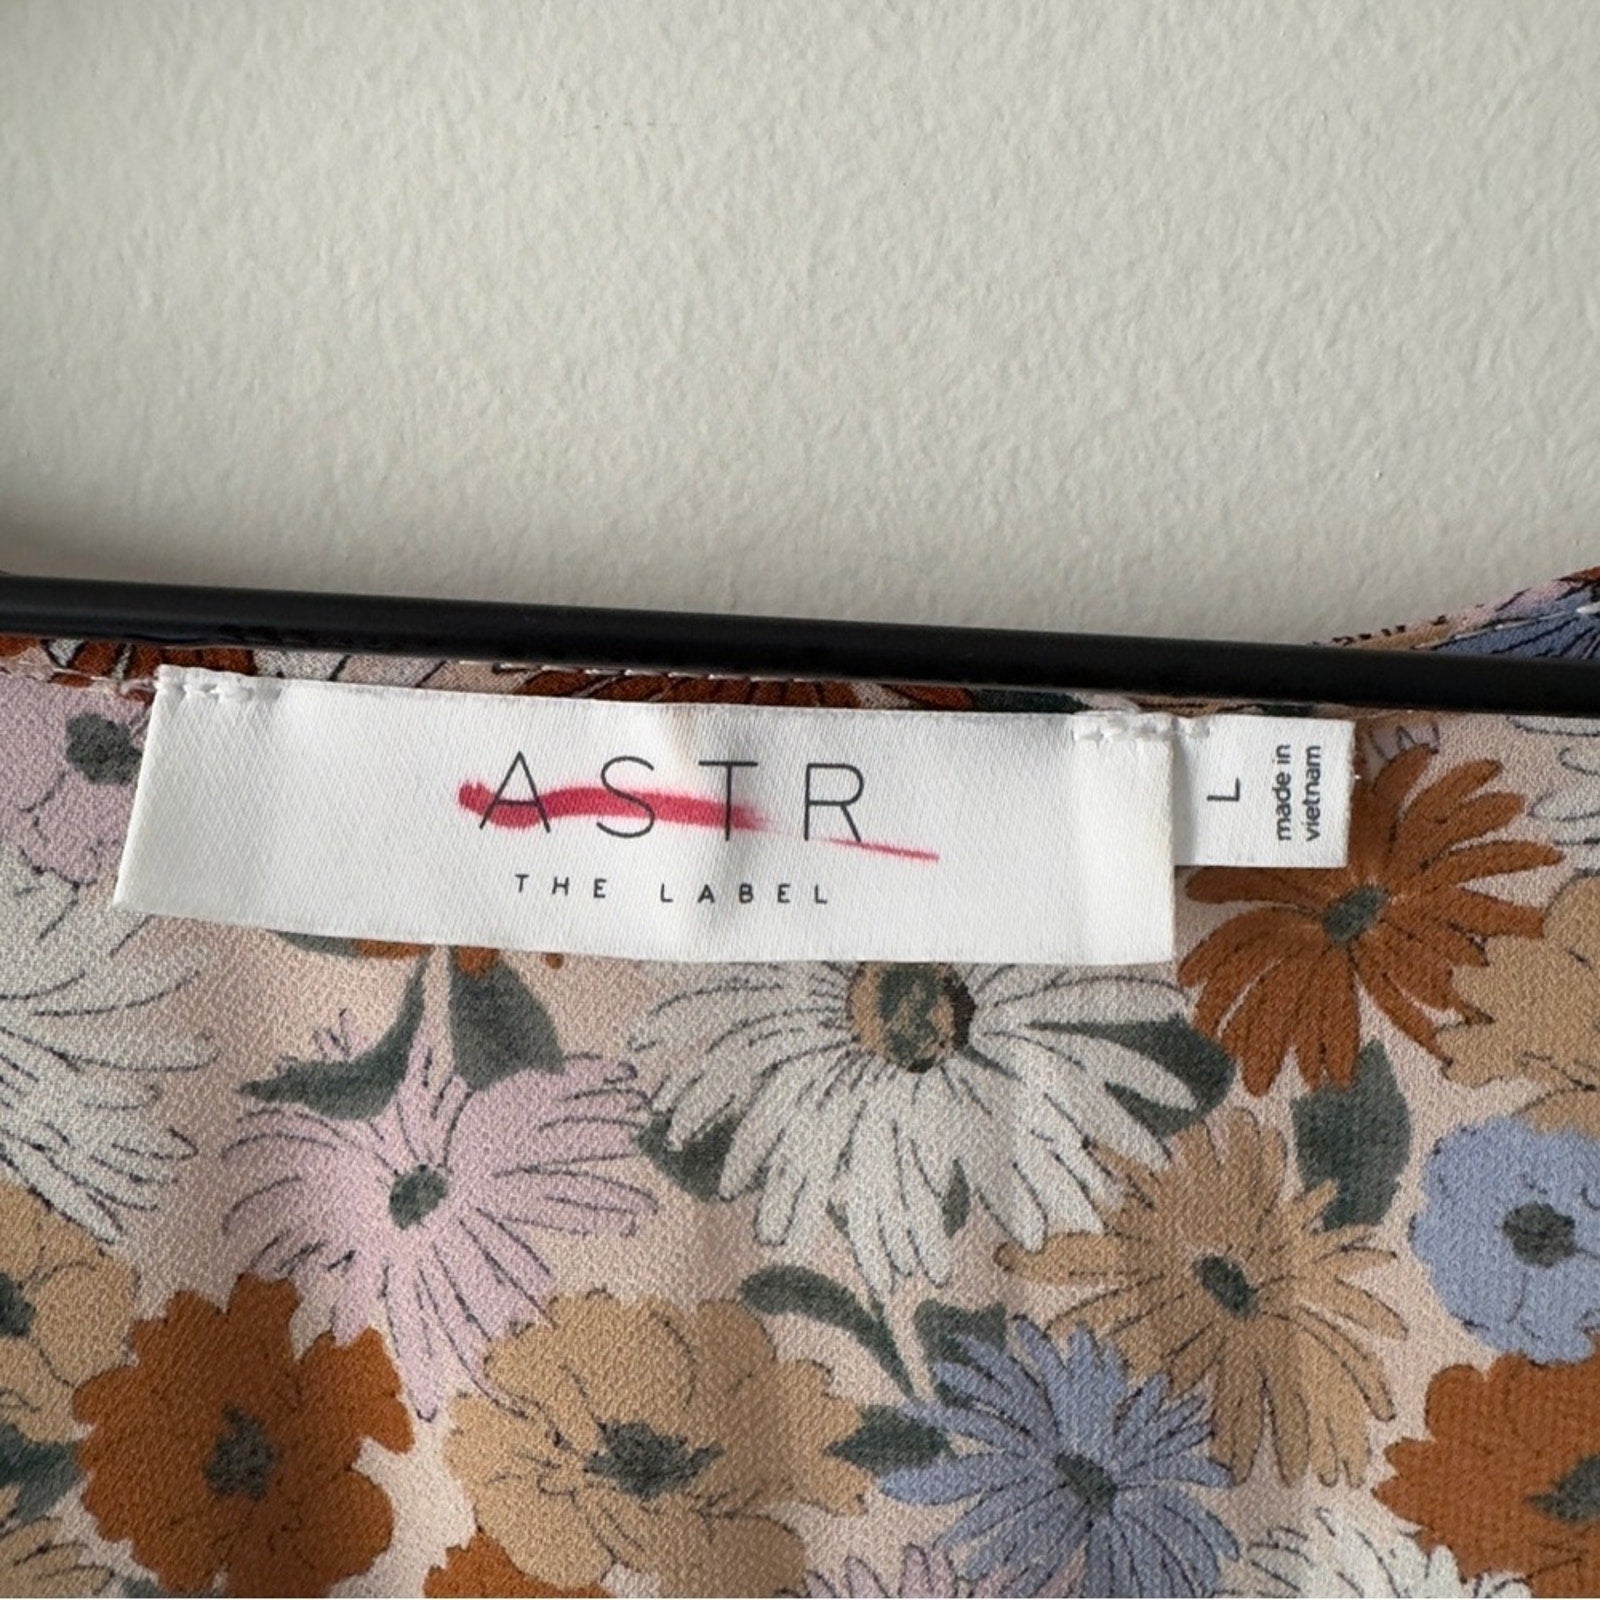 ASTR
THE LABEL
L
made in
vietnam